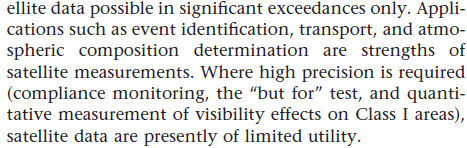 ellite data possible in significant exceedances only. Appli-
cations such as event identification, transport, and atmo-
spheric composition determination are strengths of
satellite measurements. Where high precision is required
(compliance monitoring, the “but for” test, and quanti-
tative measurement of visibility effects on Class I areas),
satellite data are presently of limited utility.